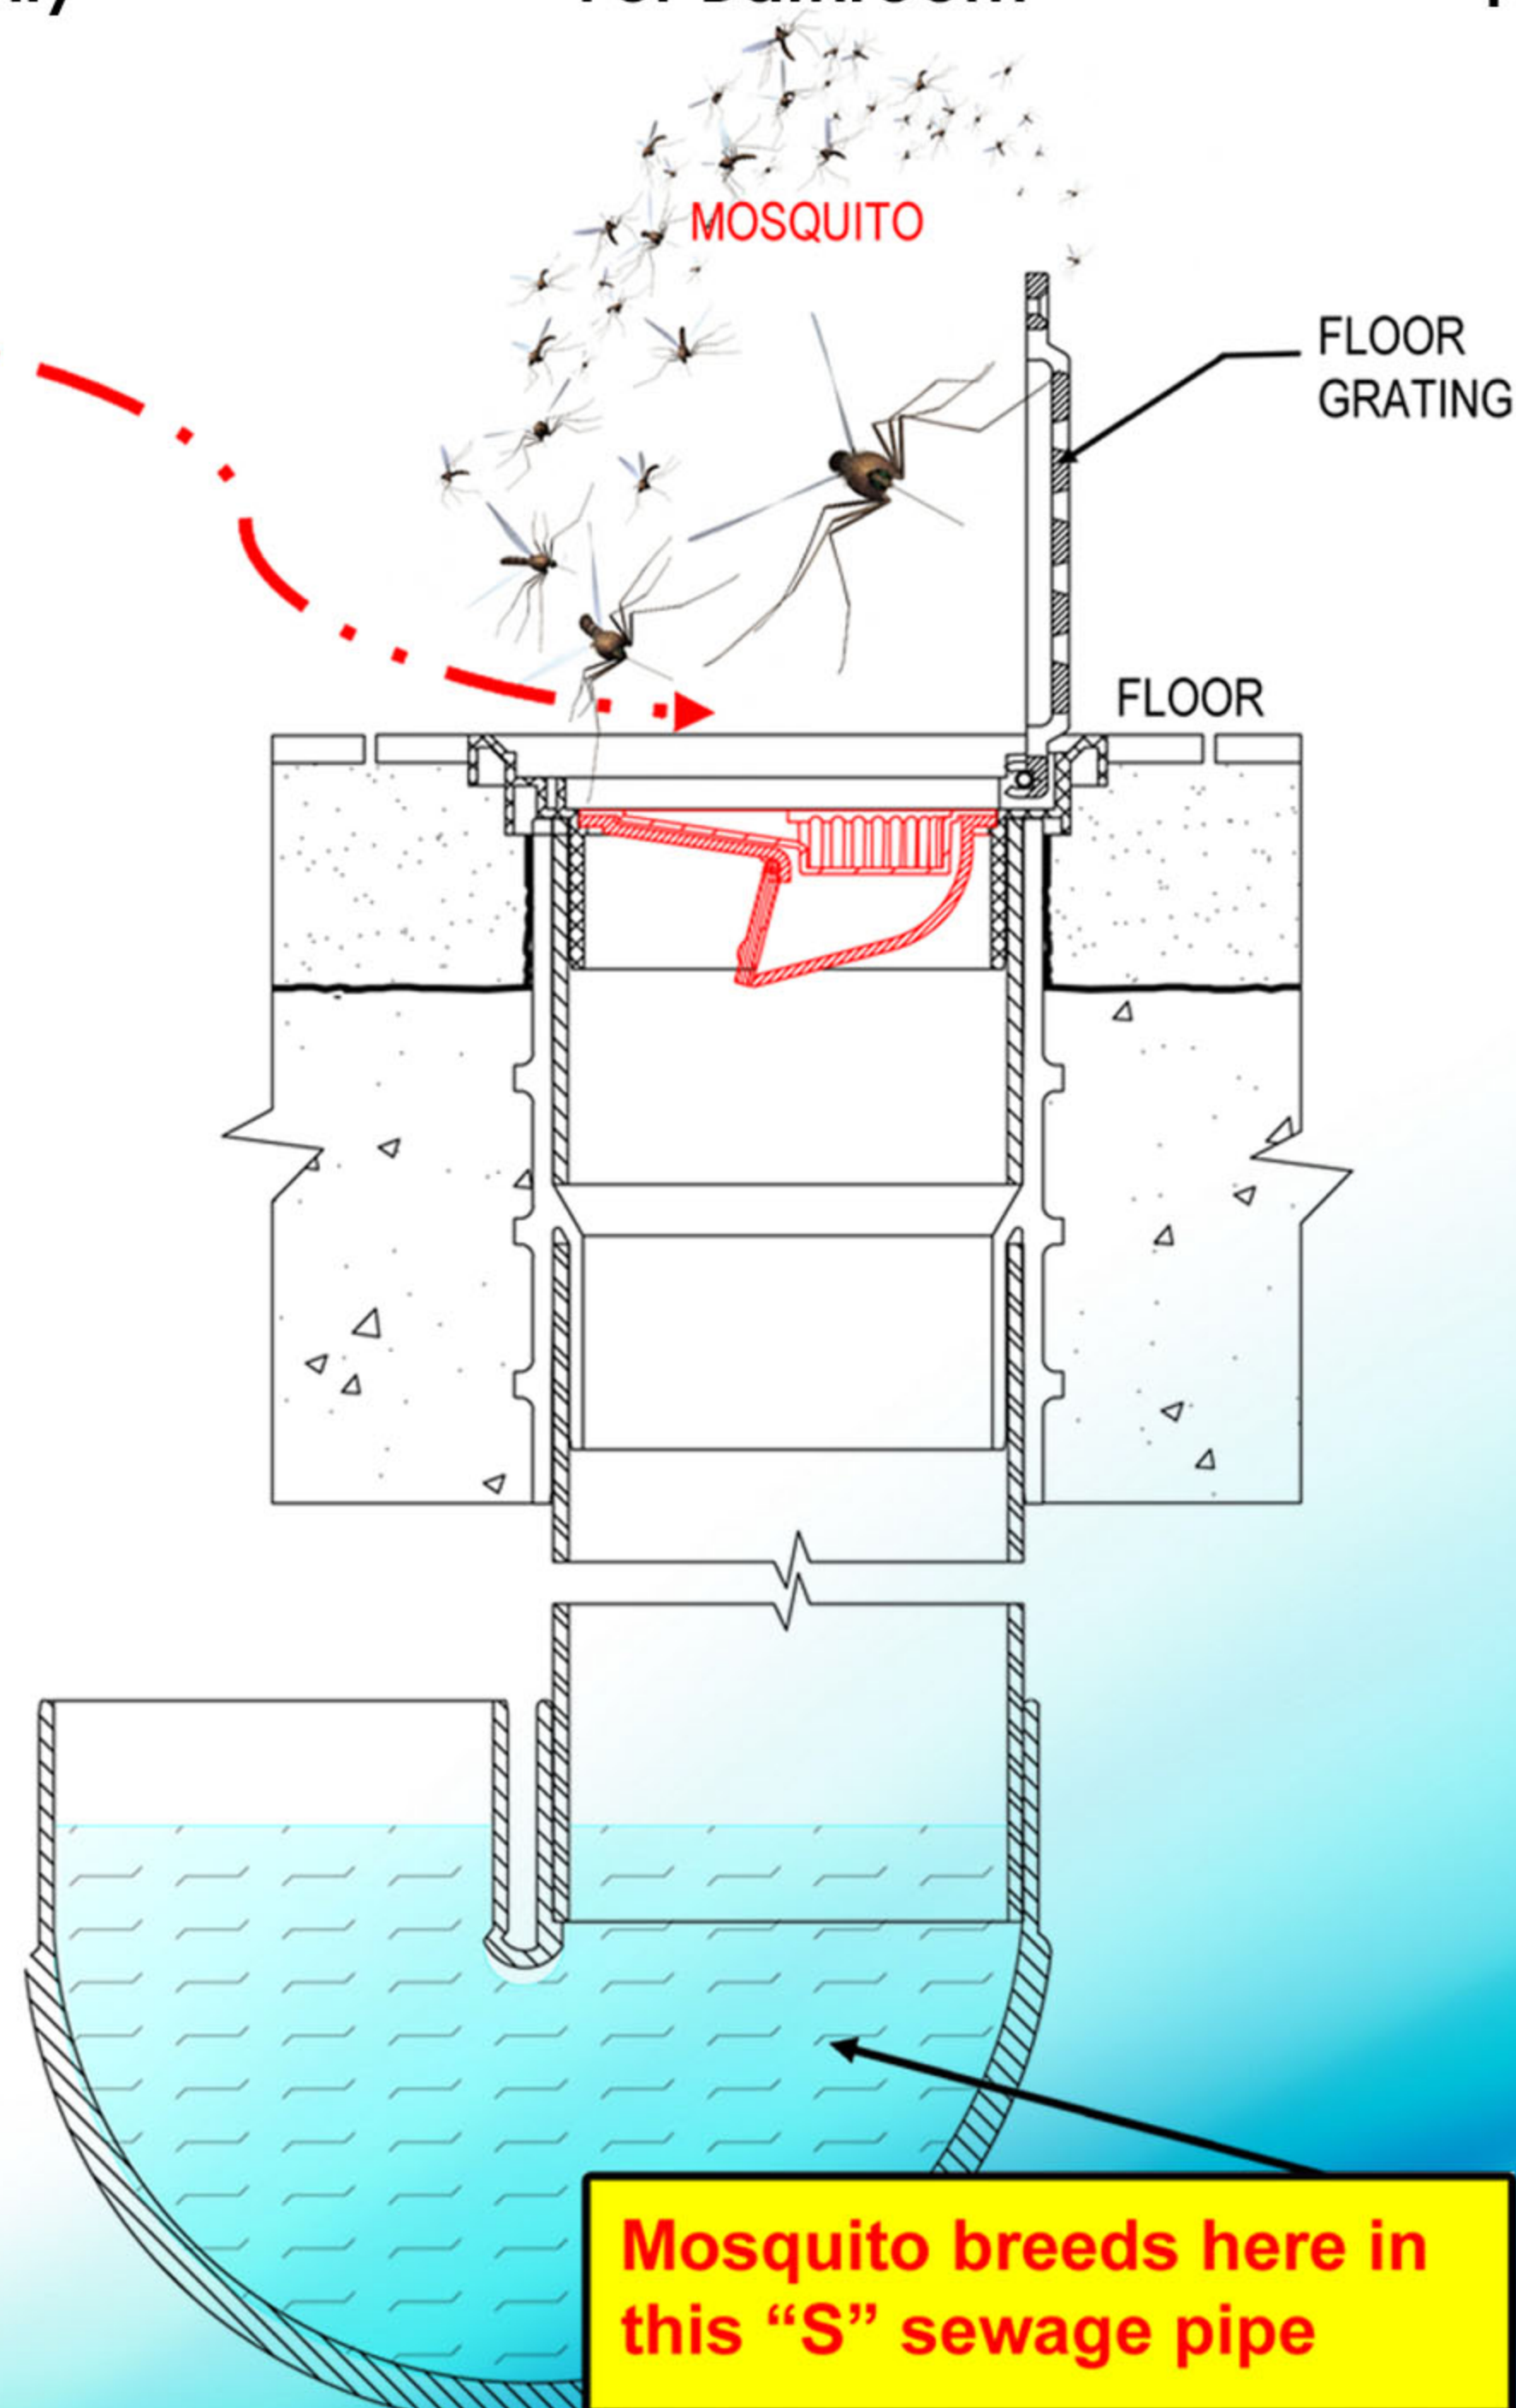 MOSQUITO
FLOOR
GRATING
FLOOR
Mosquito breeds here in
this “S” sewage pipe